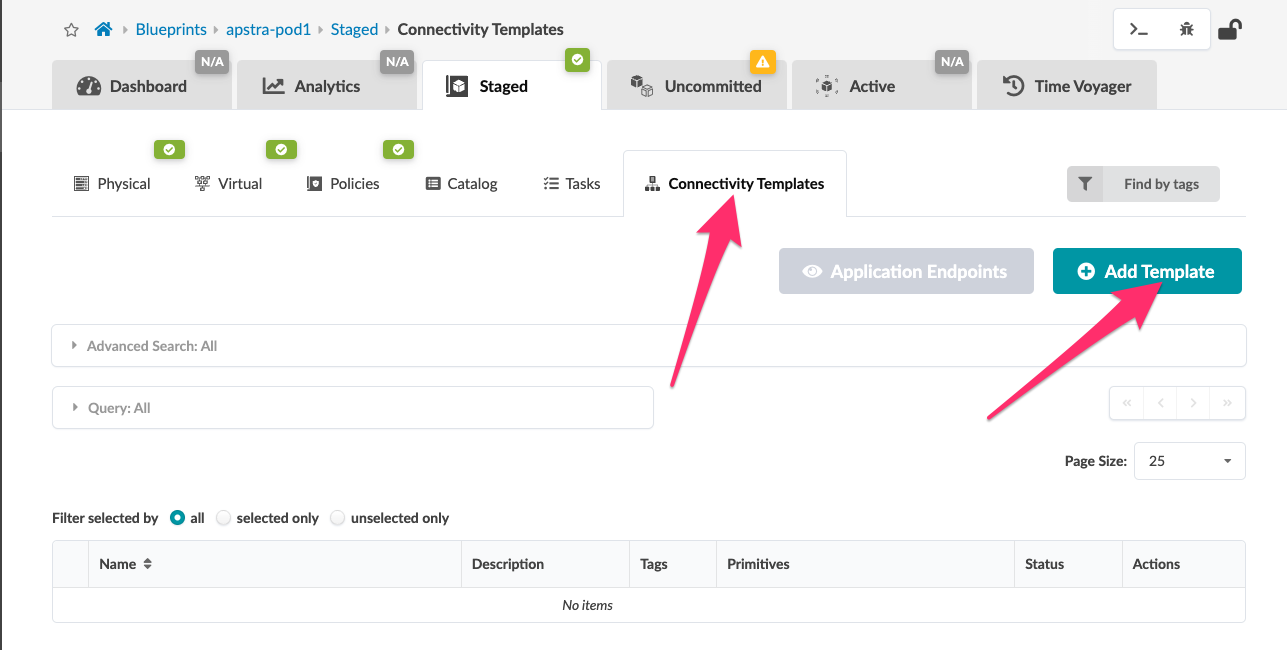 Blueprints apstra-pod1 Staged Connectivity Templates
N/A N/A N/A
Dashboard Analytics Staged Uncommitted Active Time Voyager
Physical Virtual Policies Catalog Tasks Connectivity Templates Find by tags
Application Endpoints Add Template
Advanced Search: All
Query: All
« ‹ › »
Page Size: 25
Filter selected by all selected only unselected only
Name Description Tags Primitives Status Actions
No items